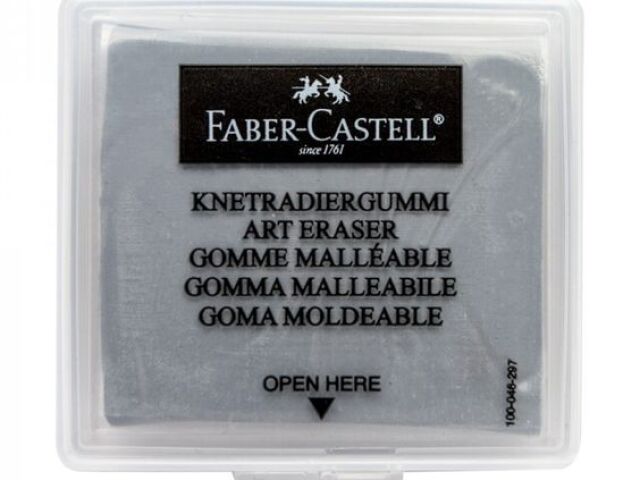 FABER-CASTELL®
since 1761
KNETRADIERGUMMI
ART ERASER
GOMME MALLÉABLE
GOMMA MALLEABILE
GOMA MOLDEABLE
OPEN HERE
100-046-297